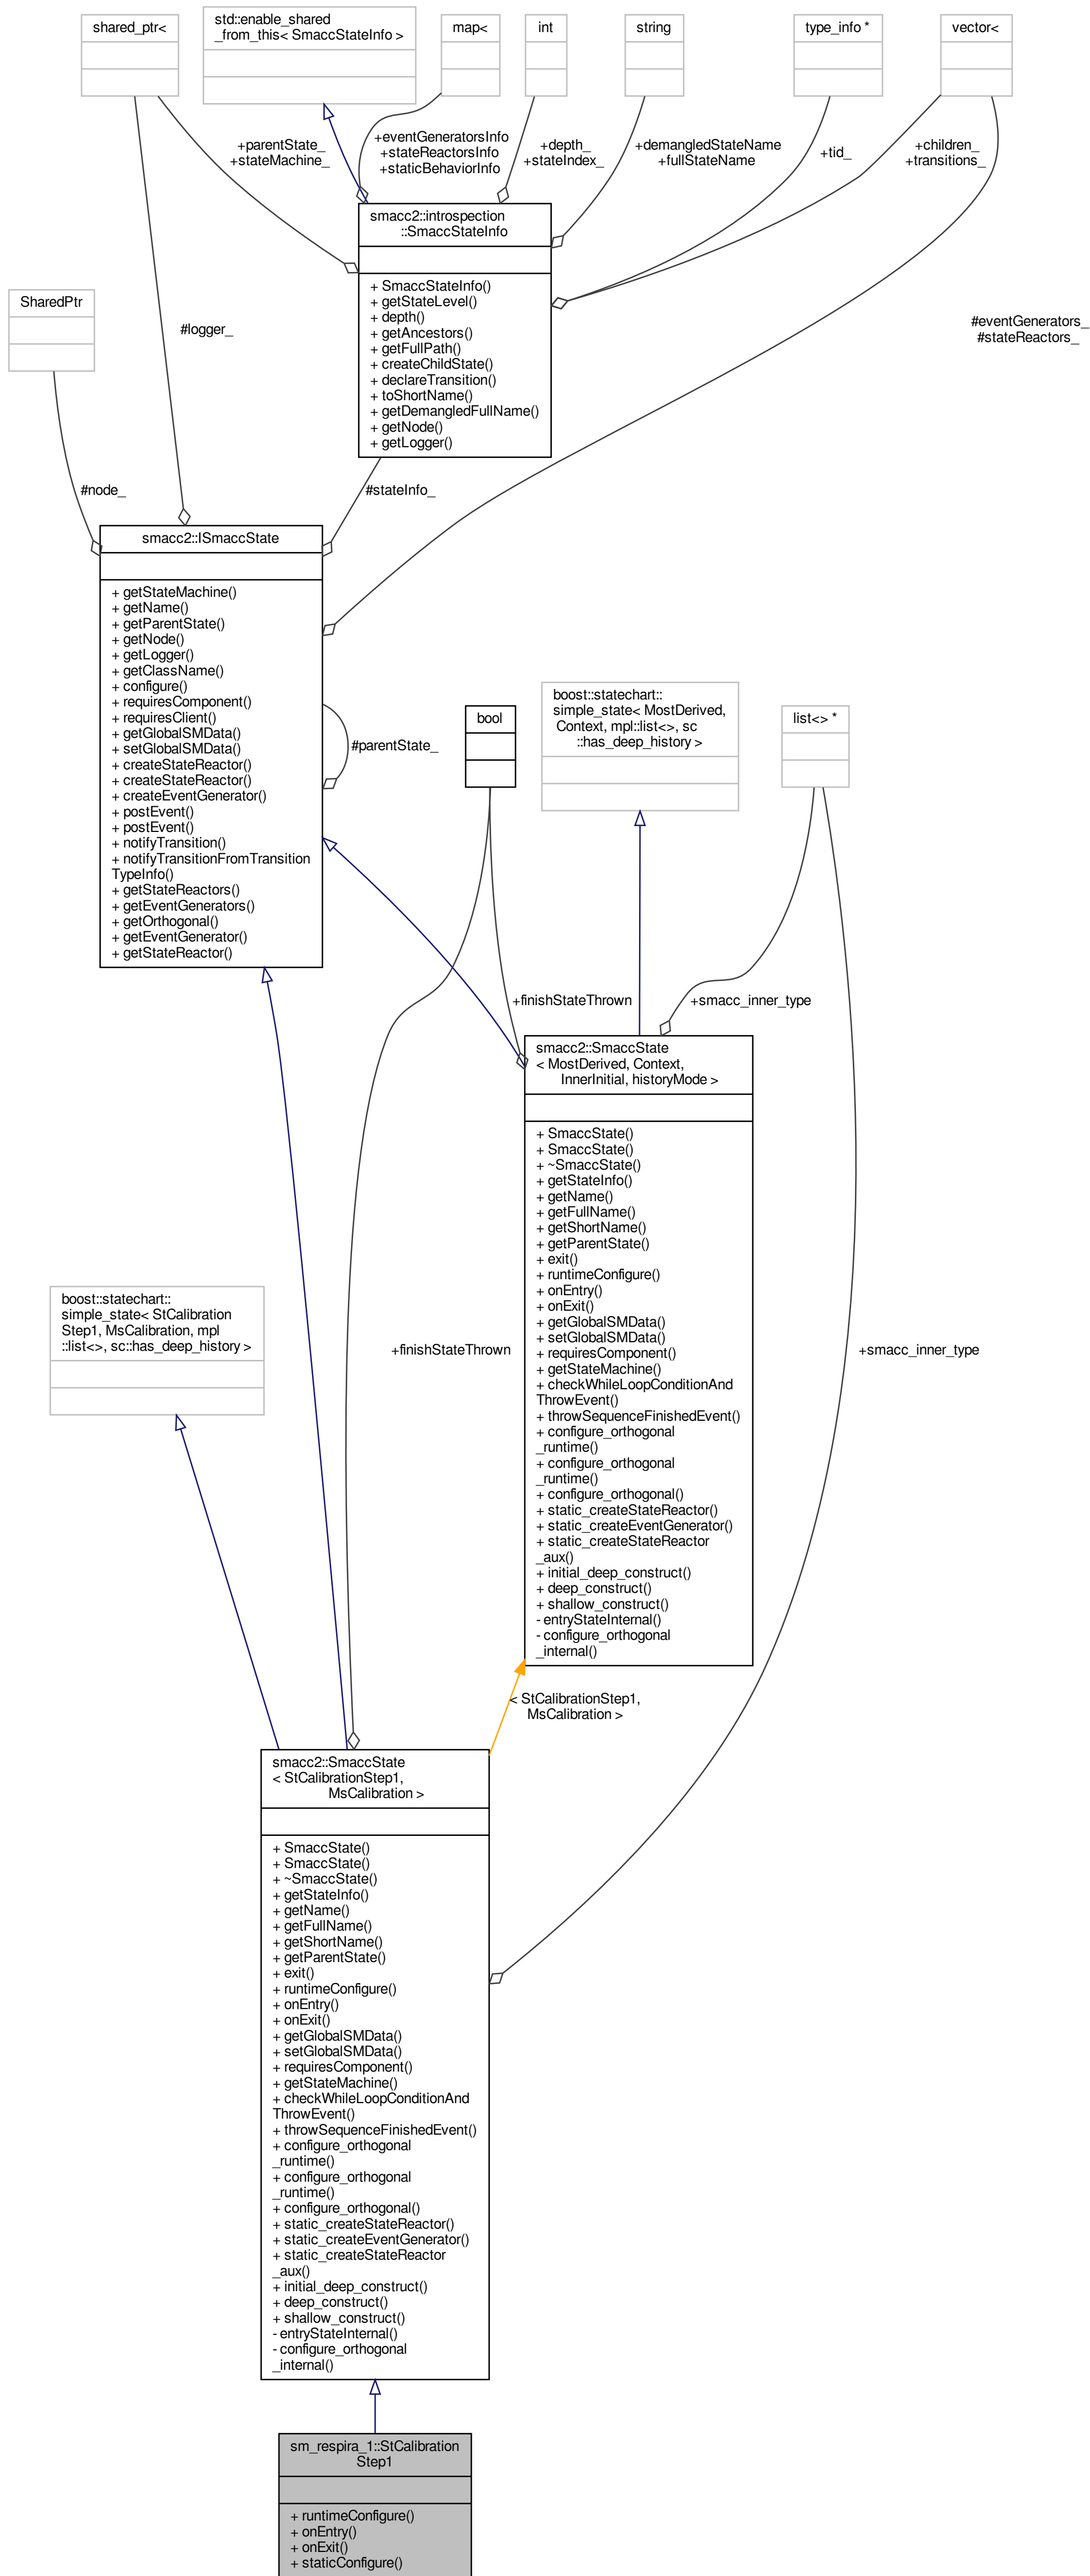 shared_ptr<
std::enable_shared
_from_this< SmaccStateInfo >
map<
int
string
type_info *
vector<
+parentState_
+stateMachine_
+eventGeneratorsInfo
+stateReactorsInfo
+staticBehaviorInfo
+depth_
+stateIndex_
+demangledStateName
+fullStateName
+tid_
+children_
+transitions_
smacc2::introspection
::SmaccStateInfo
+ SmaccStateInfo()
+ getStateLevel()
+ depth()
+ getAncestors()
+ getFullPath()
+ createChildState()
+ declareTransition()
+ toShortName()
+ getDemangledFullName()
+ getNode()
+ getLogger()
SharedPtr
#logger_
#eventGenerators_
#stateReactors_
#node_
#stateInfo_
smacc2::ISmaccState
+ getStateMachine()
+ getName()
+ getParentState()
+ getNode()
+ getLogger()
+ getClassName()
+ configure()
+ requiresComponent()
+ requiresClient()
+ getGlobalSMData()
+ setGlobalSMData()
+ createStateReactor()
+ createStateReactor()
+ createEventGenerator()
+ postEvent()
+ postEvent()
+ notifyTransition()
+ notifyTransitionFromTransition
TypeInfo()
+ getStateReactors()
+ getEventGenerators()
+ getOrthogonal()
+ getEventGenerator()
+ getStateReactor()
#parentState_
bool
boost::statechart::
simple_state< MostDerived,
Context, mpl::list<>, sc
::has_deep_history >
list<> *
+finishStateThrown
+smacc_inner_type
smacc2::SmaccState
< MostDerived, Context,
InnerInitial, historyMode >
+ SmaccState()
+ SmaccState()
+ ~SmaccState()
+ getStateInfo()
+ getName()
+ getFullName()
+ getShortName()
+ getParentState()
+ exit()
+ runtimeConfigure()
+ onEntry()
+ onExit()
+ getGlobalSMData()
+ setGlobalSMData()
+ requiresComponent()
+ getStateMachine()
+ checkWhileLoopConditionAnd
ThrowEvent()
+ throwSequenceFinishedEvent()
+ configure_orthogonal
_runtime()
+ configure_orthogonal
_runtime()
+ configure_orthogonal()
+ static_createStateReactor()
+ static_createEventGenerator()
+ static_createStateReactor
_aux()
+ initial_deep_construct()
+ deep_construct()
+ shallow_construct()
- entryStateInternal()
- configure_orthogonal
_internal()
boost::statechart::
simple_state< StCalibration
Step1, MsCalibration, mpl
::list<>, sc::has_deep_history >
+finishStateThrown
+smacc_inner_type
< StCalibrationStep1,
MsCalibration >
smacc2::SmaccState
< StCalibrationStep1,
MsCalibration >
+ SmaccState()
+ SmaccState()
+ ~SmaccState()
+ getStateInfo()
+ getName()
+ getFullName()
+ getShortName()
+ getParentState()
+ exit()
+ runtimeConfigure()
+ onEntry()
+ onExit()
+ getGlobalSMData()
+ setGlobalSMData()
+ requiresComponent()
+ getStateMachine()
+ checkWhileLoopConditionAnd
ThrowEvent()
+ throwSequenceFinishedEvent()
+ configure_orthogonal
_runtime()
+ configure_orthogonal
_runtime()
+ configure_orthogonal()
+ static_createStateReactor()
+ static_createEventGenerator()
+ static_createStateReactor
_aux()
+ initial_deep_construct()
+ deep_construct()
+ shallow_construct()
- entryStateInternal()
- configure_orthogonal
_internal()
sm_respira_1::StCalibration
Step1
+ runtimeConfigure()
+ onEntry()
+ onExit()
+ staticConfigure()